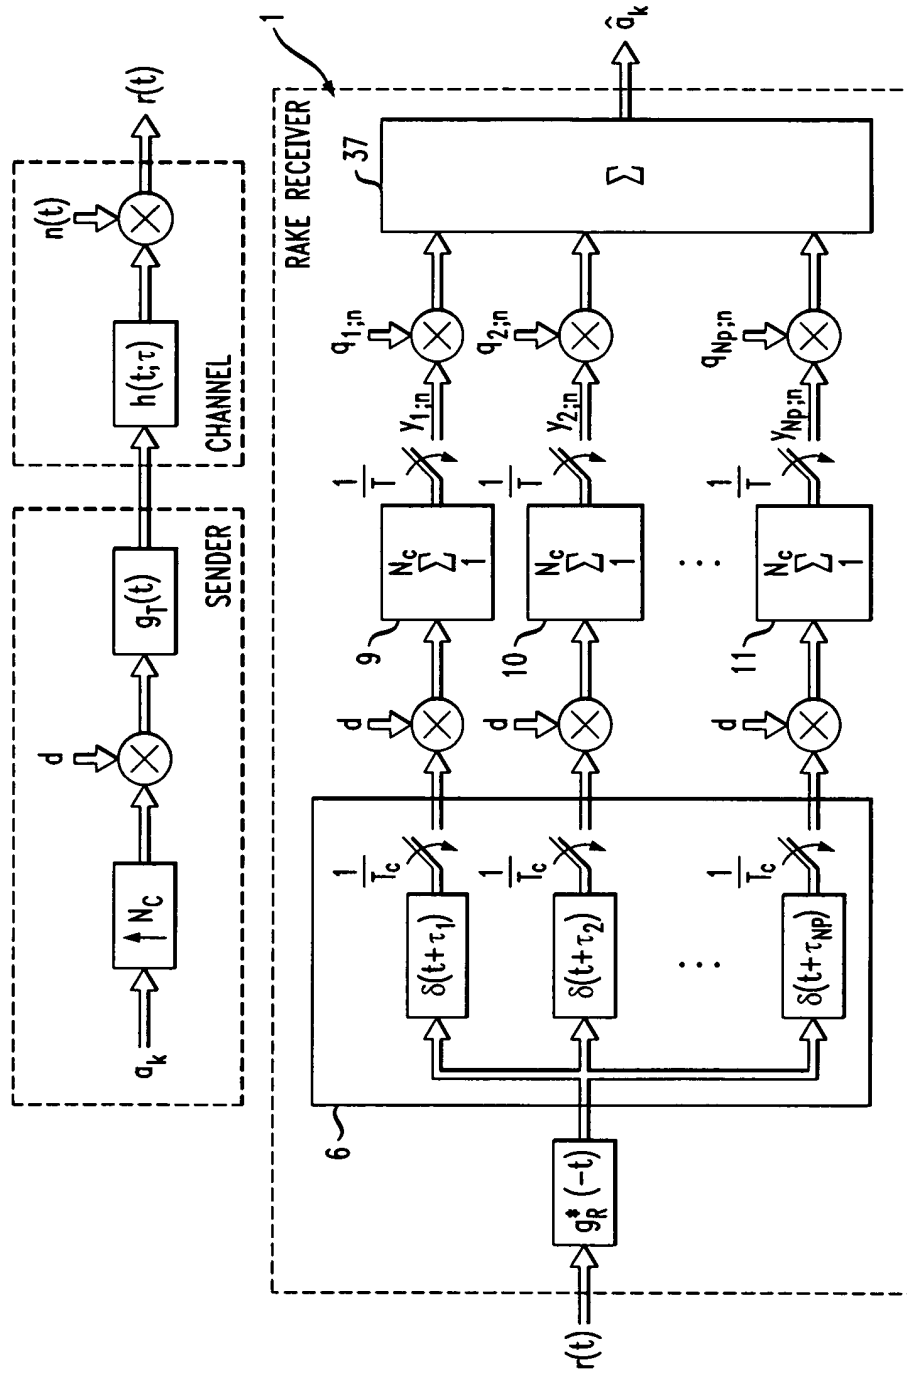 a_k
↑ N_C
d
g_T(t)
SENDER
h(t;τ)
n(t)
CHANNEL
r(t)
1
RAKE RECEIVER
r(t)
g*_R (-t)
6
δ(t+τ_1)
1/T_c
d
9
N_c
Σ
1
1/T
y_1;n
q_1;n
δ(t+τ_2)
1/T_c
d
10
N_c
Σ
1
1/T
y_2;n
q_2;n
...
...
δ(t+τ_NP)
1/T_c
d
11
N_c
Σ
1
1/T
y_Np;n
q_Np;n
37
Σ
â_k